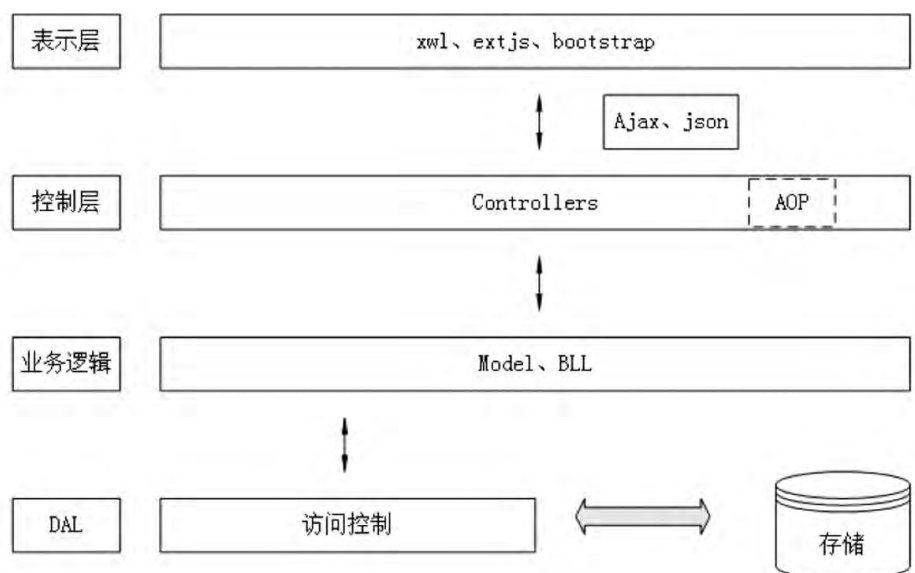 表示层
xwl、extjs、bootstrap
Ajax、json
控制层
Controllers
AOP
业务逻辑
Model、BLL
DAL
访问控制
存储